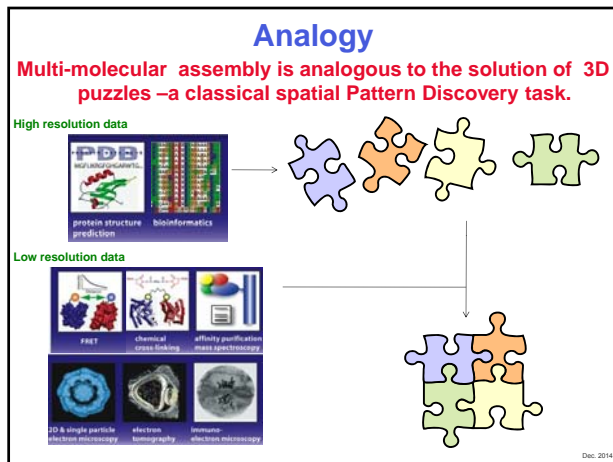 Analogy
Multi-molecular assembly is analogous to the solution of 3D
puzzles –a classical spatial Pattern Discovery task.
High resolution data
PDB
protein structure
prediction
bioinformatics
Low resolution data
FRET
chemical
cross-linking
affinity purification
mass spectroscopy
2D & single particle
electron microscopy
electron
tomography
immuno-
electron microscopy
Dec. 2014